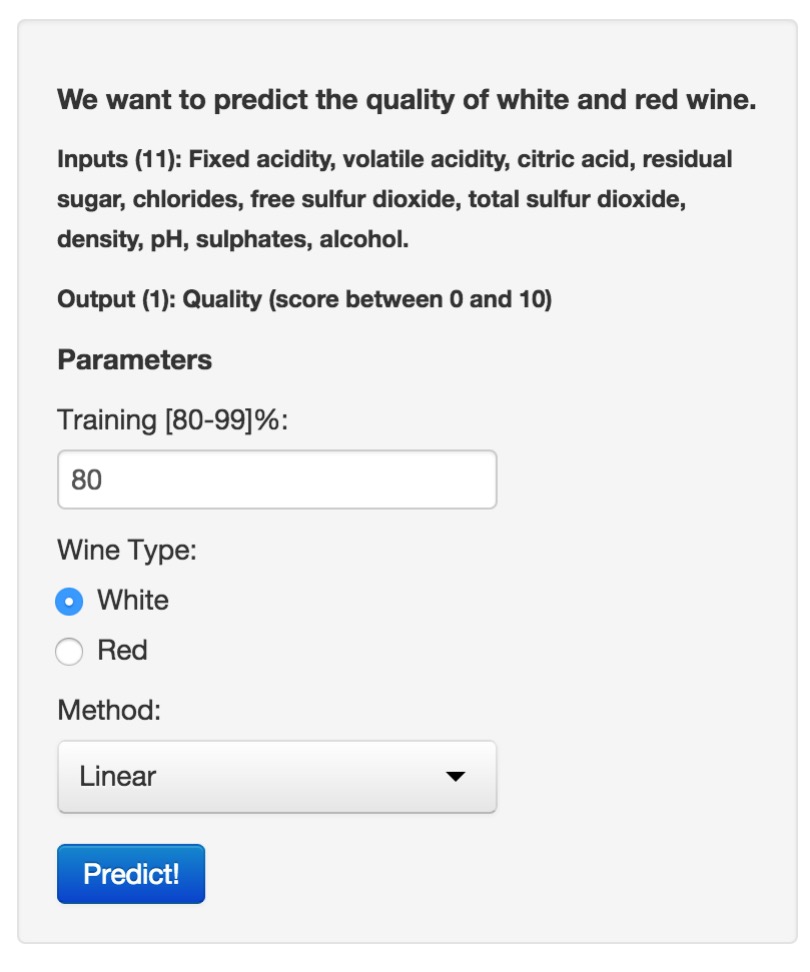 We want to predict the quality of white and red wine.
Inputs (11): Fixed acidity, volatile acidity, citric acid, residual
sugar, chlorides, free sulfur dioxide, total sulfur dioxide,
density, pH, sulphates, alcohol.
Output (1): Quality (score between 0 and 10)
Parameters
Training [80-99]%:
80
Wine Type:
White
Red
Method:
Linear
Predict!